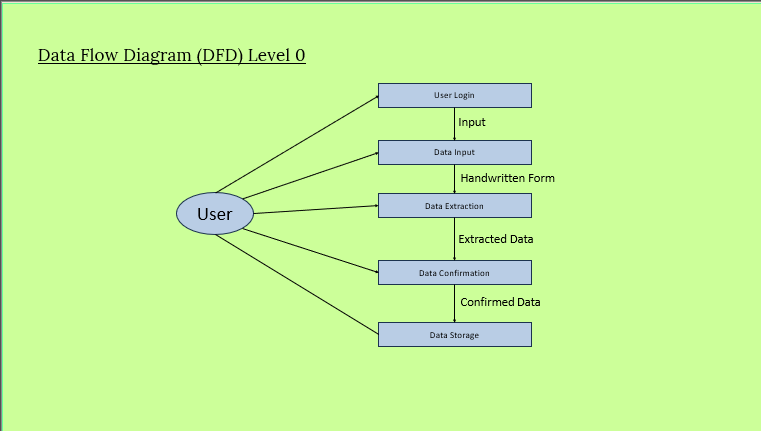 Data Flow Diagram (DFD) Level 0
User Login
Input
Data Input
Handwritten Form
User
Data Extraction
Extracted Data
Data Confirmation
Confirmed Data
Data Storage